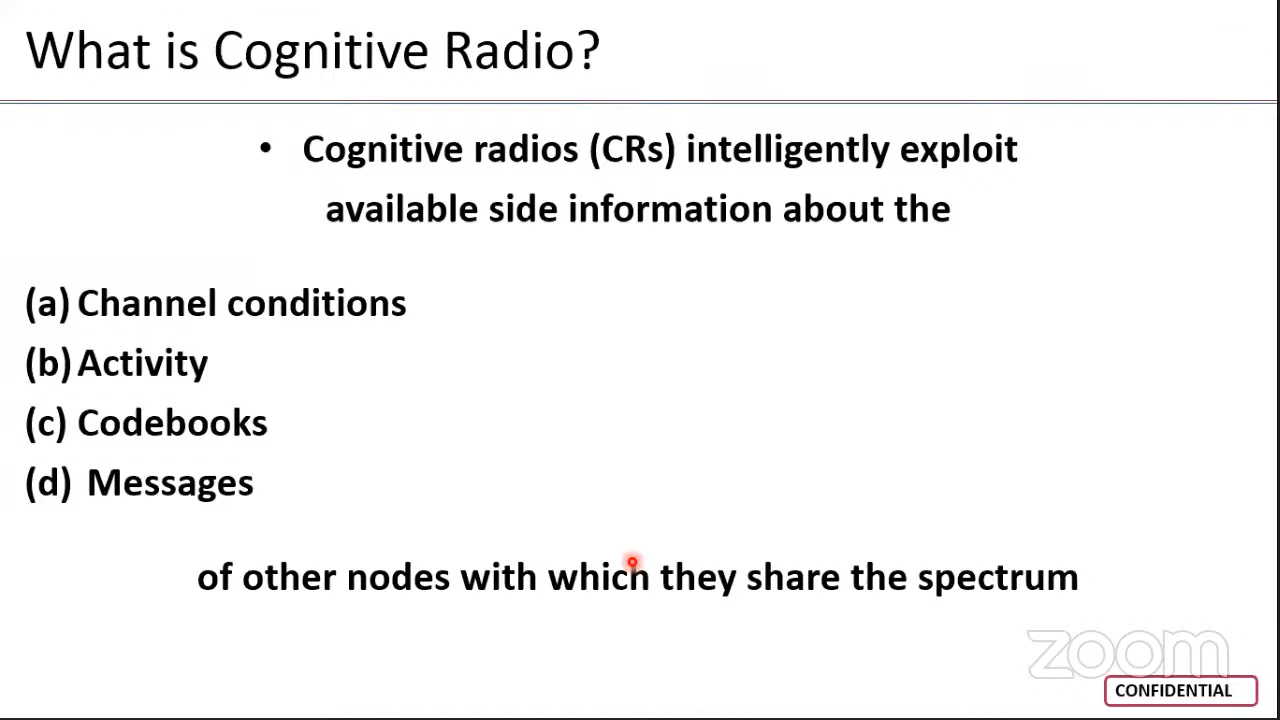 What is Cognitive Radio?
• Cognitive radios (CRs) intelligently exploit
available side information about the
(a) Channel conditions
(b) Activity
(c) Codebooks
(d) Messages
of other nodes with which they share the spectrum
zoom
CONFIDENTIAL